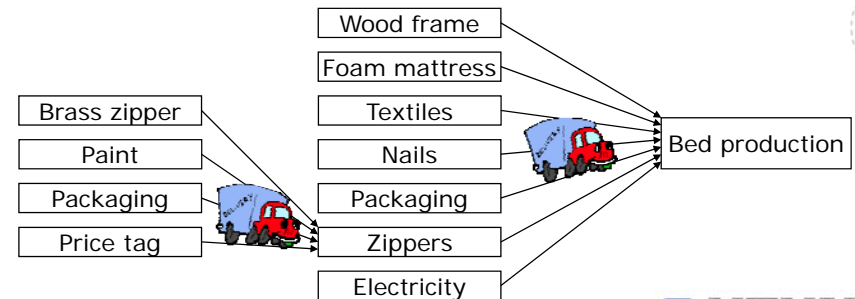 Wood frame
Foam mattress
Brass zipper
Textiles
Paint
Nails
Bed production
Packaging
Packaging
Price tag
Zippers
Electricity